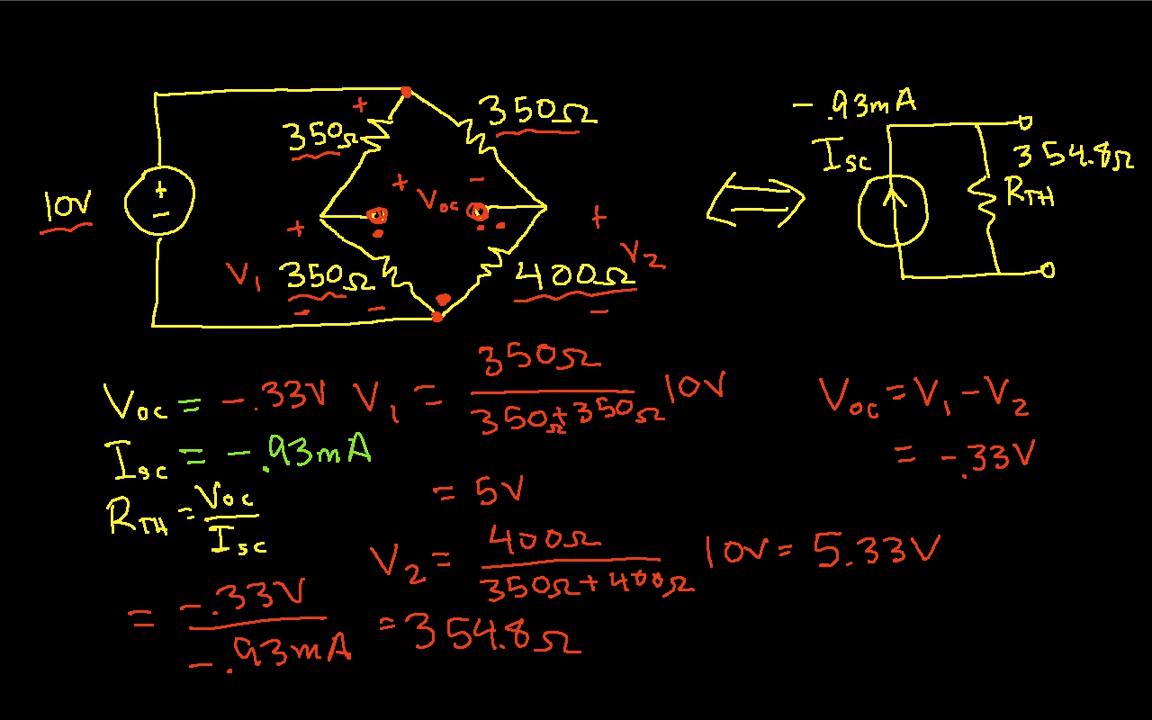 -.93mA
350Ω
350Ω
Isc
354.8Ω
+
RTH
10V
+
-
+
VOC
-
+
+
V2
V1
350Ω
400Ω
-
-
-
VOC = -.33V
V1 = 350Ω / 350Ω+350Ω 10V
VOC = V1 - V2
Isc = -.93mA
= -.33V
= 5V
RTH = VOC / Isc
V2 = 400Ω / 350Ω+400Ω 10V = 5.33V
= -.33V / -.93mA = 354.8Ω